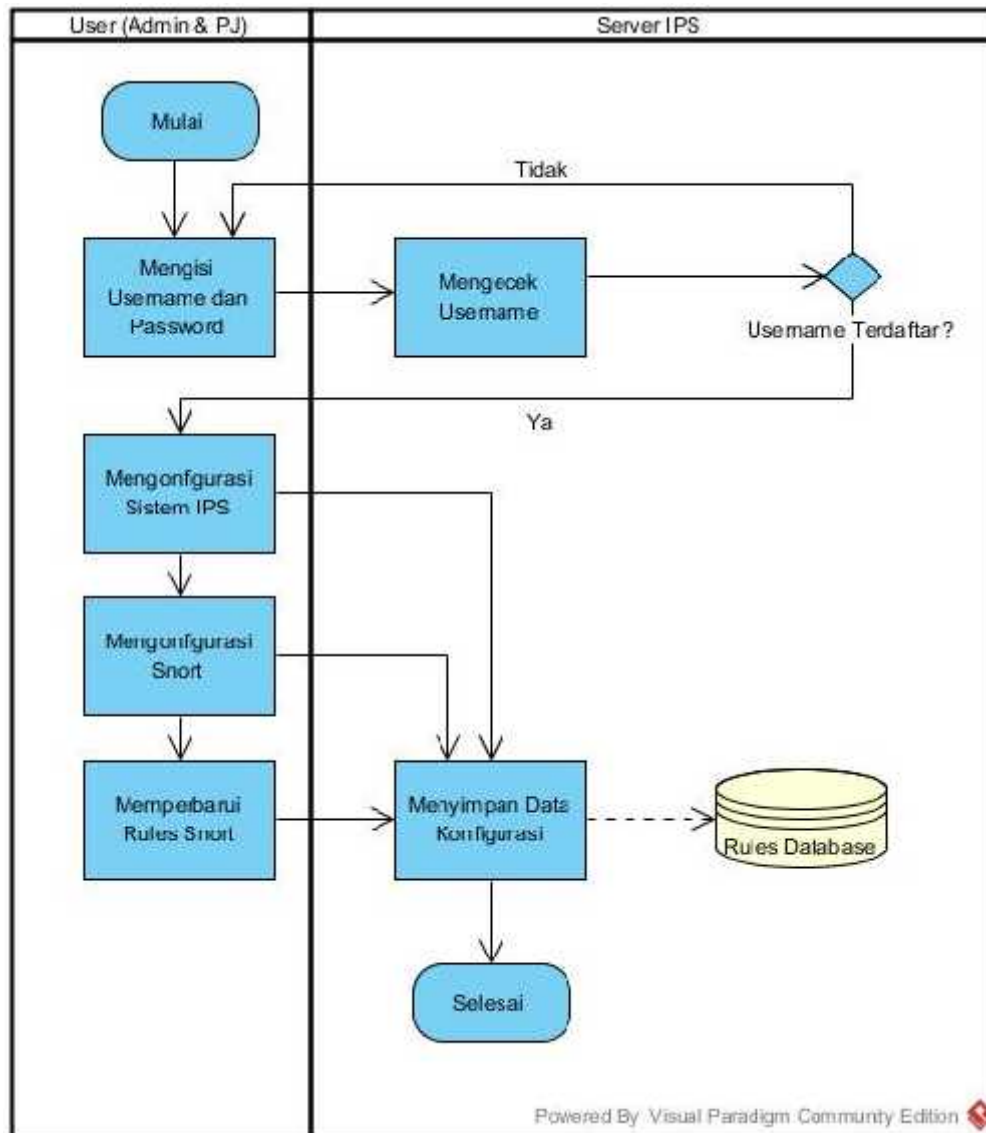 User (Admin & PJ)
Server IPS
Mulai
Tidak
Mengisi
Username dan
Password
Mengecek
Username
Username Terdaftar?
Ya
Mengonfgurasi
Sistem IPS
Mengonfgurasi
Snort
Memperbarui
Rules Snort
Menyimpan Data
Konfigurasi
Rules Database
Selesai
Powered By Visual Paradigm Community Edition